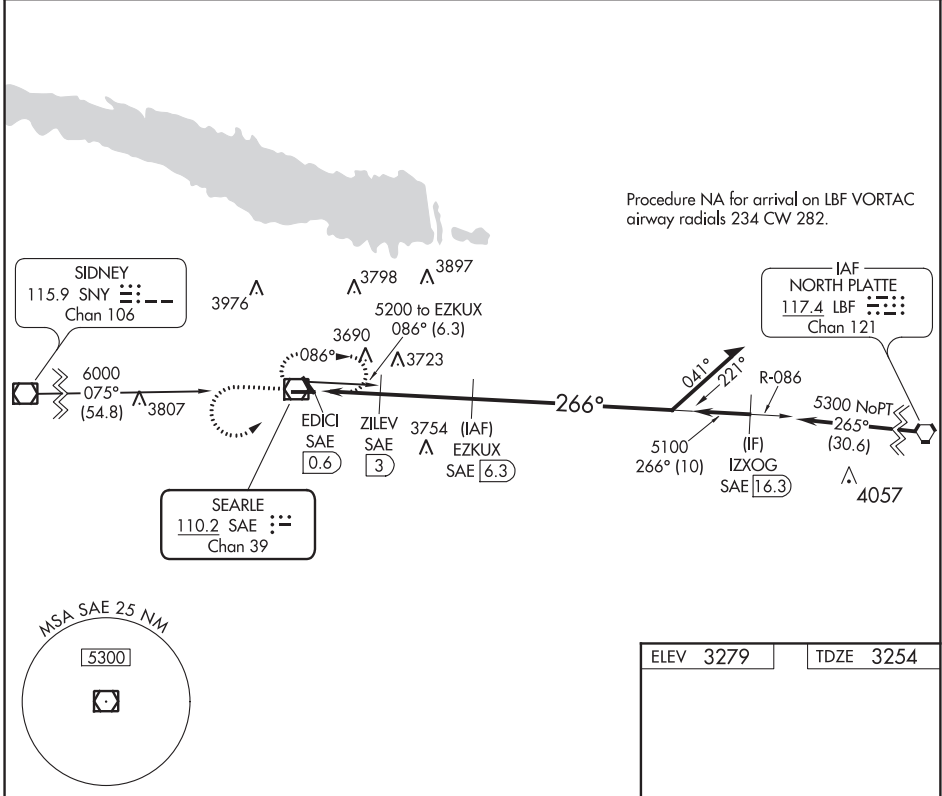 Procedure NA for arrival on LBF VORTAC
airway radials 234 CW 282.
SIDNEY
115.9 SNY
Chan 106
3976
3798
3897
IAF
NORTH PLATTE
117.4 LBF
Chan 121
5200 to EZKUX
086° (6.3)
3690
086°
3723
6000
075°
(54.8)
3807
041°
221°
R-086
266°
5300 NoPT
265°
(30.6)
EDICI
SAE
0.6
ZILEV
SAE
3
3754
(IAF)
EZKUX
SAE 6.3
5100
266° (10)
(IF)
IZXOG
SAE 16.3
4057
SEARLE
110.2 SAE
Chan 39
MSA SAE 25 NM
5300
ELEV 3279
TDZE 3254